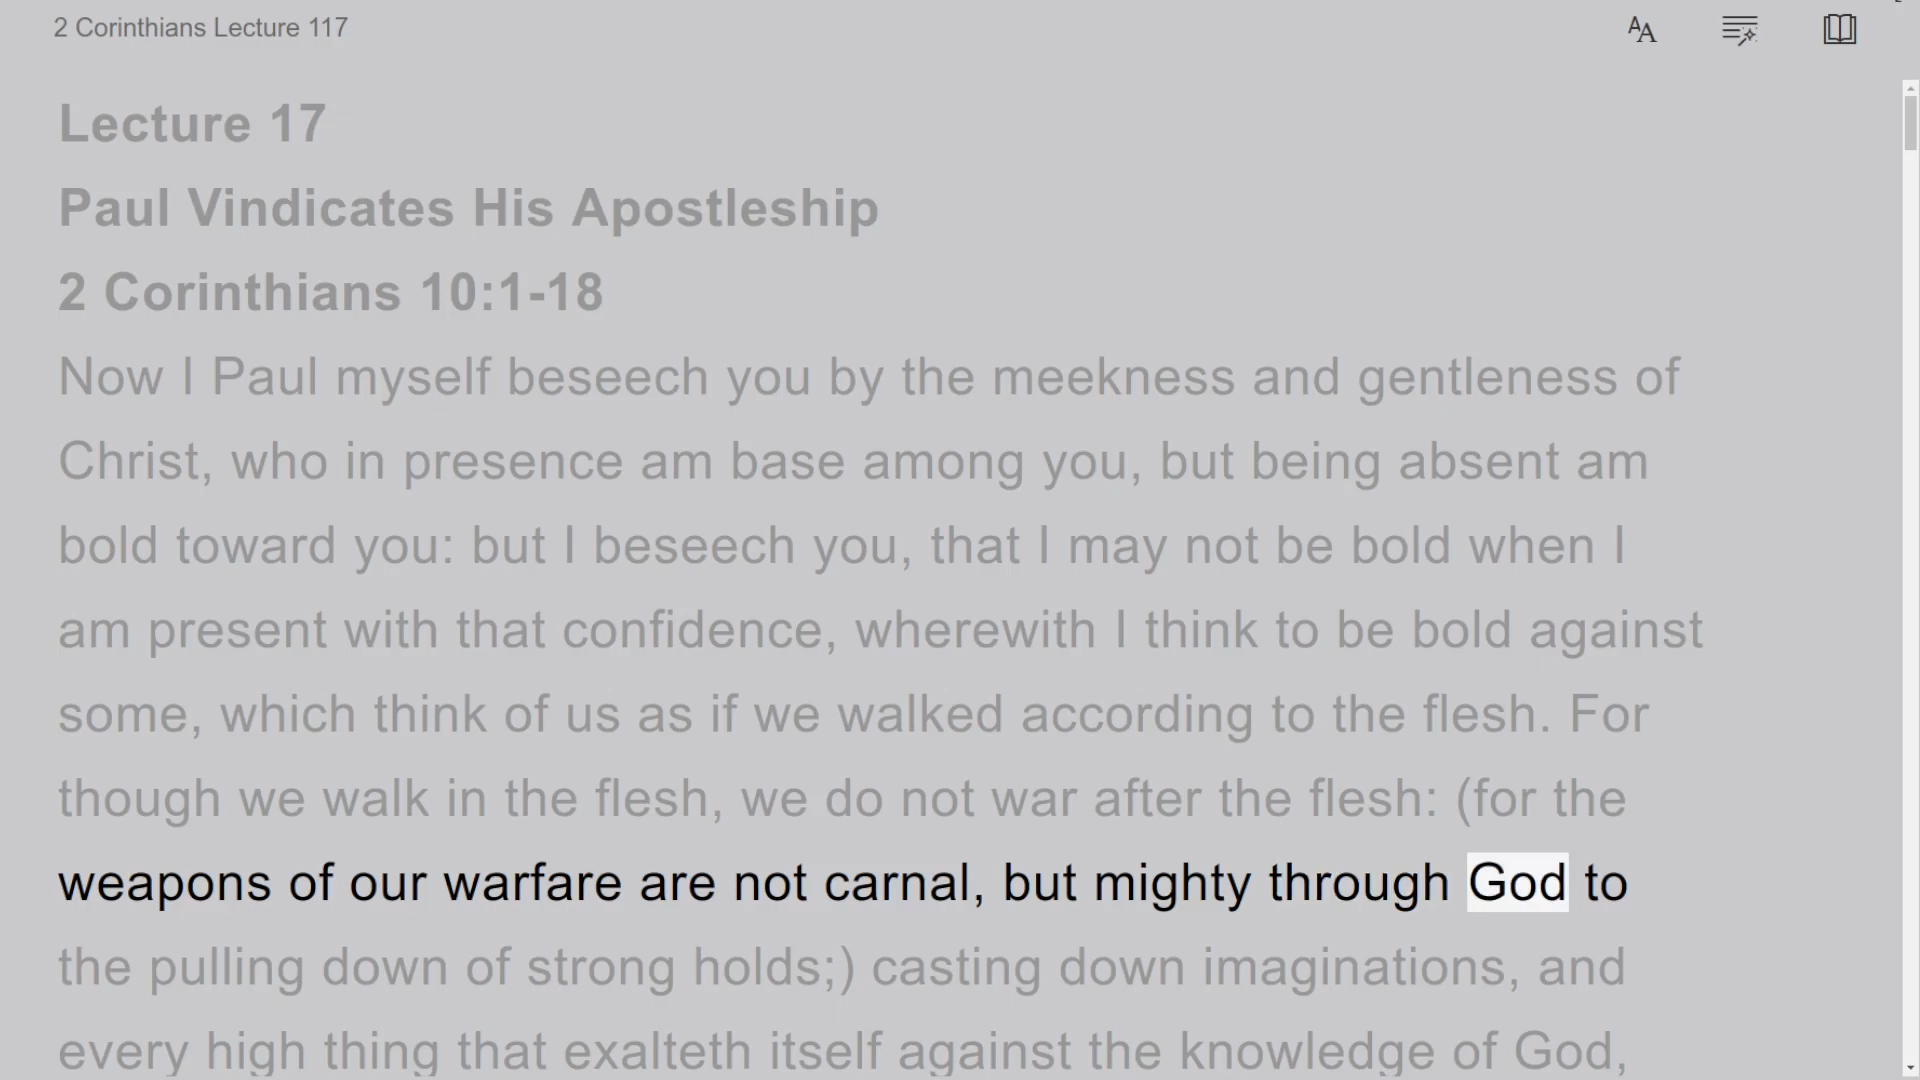 2 Corinthians Lecture 117
Lecture 17
Paul Vindicates His Apostleship
2 Corinthians 10:1-18
Now I Paul myself beseech you by the meekness and gentleness of
Christ, who in presence am base among you, but being absent am
bold toward you: but I beseech you, that I may not be bold when I
am present with that confidence, wherewith I think to be bold against
some, which think of us as if we walked according to the flesh. For
though we walk in the flesh, we do not war after the flesh: (for the
weapons of our warfare are not carnal, but mighty through God to
the pulling down of strong holds;) casting down imaginations, and
every high thing that exalteth itself against the knowledge of God,